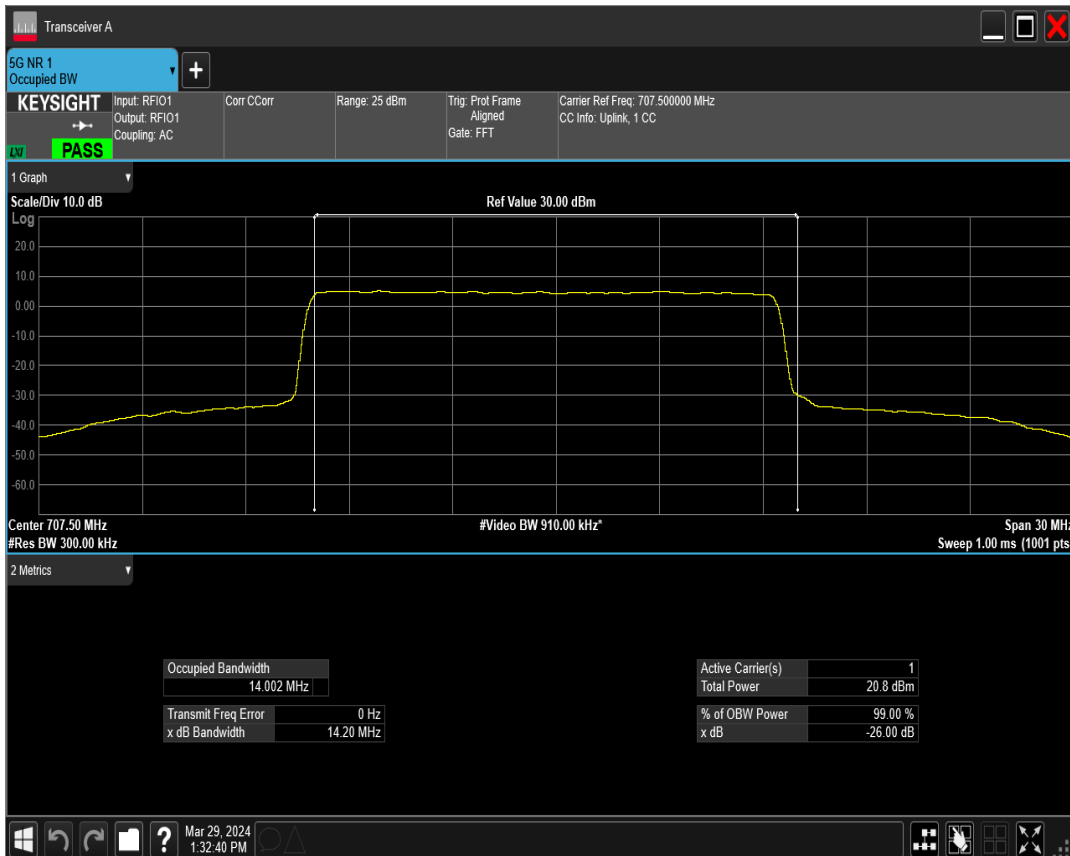 Transceiver A
5G NR 1
Occupied BW
+
KEYSIGHT
LXI
PASS
Input: RFIO1
Output: RFIO1
Coupling: AC
Corr CCorr
Range: 25 dBm
Trig: Prot Frame
Aligned
Gate: FFT
Carrier Ref Freq: 707.500000 MHz
CC Info: Uplink, 1 CC
1 Graph
Scale/Div 10.0 dB
Ref Value 30.00 dBm
Log
20.0
10.0
0.00
-10.0
-20.0
-30.0
-40.0
-50.0
-60.0
Center 707.50 MHz
#Video BW 910.00 kHz*
Span 30 MHz
#Res BW 300.00 kHz
Sweep 1.00 ms (1001 pts
2 Metrics
Occupied Bandwidth
14.002 MHz
Transmit Freq Error 0 Hz
x dB Bandwidth 14.20 MHz
Active Carrier(s) 1
Total Power 20.8 dBm
% of OBW Power 99.00 %
x dB -26.00 dB
?
Mar 29, 2024
1:32:40 PM